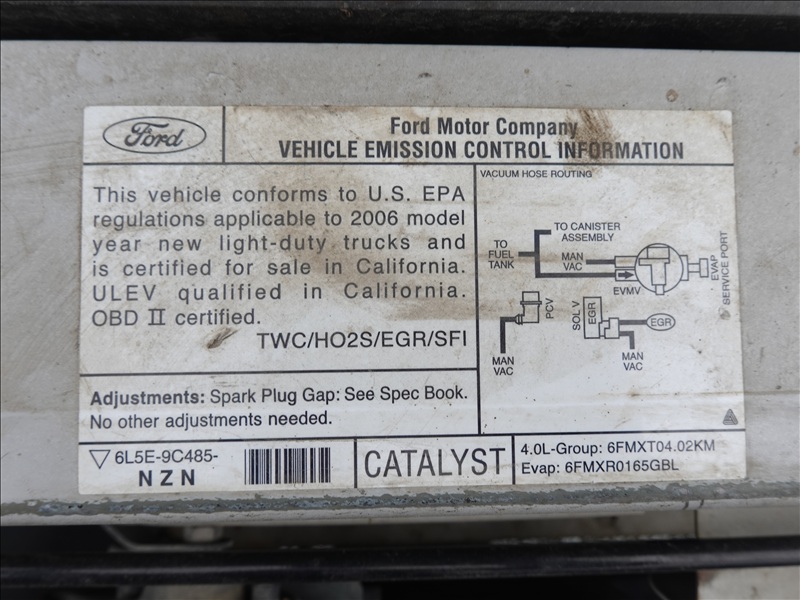 Ford
Ford Motor Company
VEHICLE EMISSION CONTROL INFORMATION
This vehicle conforms to U.S. EPA
regulations applicable to 2006 model
year new light-duty trucks and
is certified for sale in California.
ULEV qualified in California.
OBD II certified.
TWC/HO2S/EGR/SFI
Adjustments: Spark Plug Gap: See Spec Book.
No other adjustments needed.
VACUUM HOSE ROUTING
TO CANISTER
ASSEMBLY
TO
FUEL
TANK
MAN
VAC
EVMV
EVAP
SERVICE PORT
PCV
MAN
VAC
SOL V
EGR
EGR
MAN
VAC
6L5E-9C485-
NZN
CATALYST
4.0L-Group: 6FMXT04.02KM
Evap: 6FMXR0165GBL